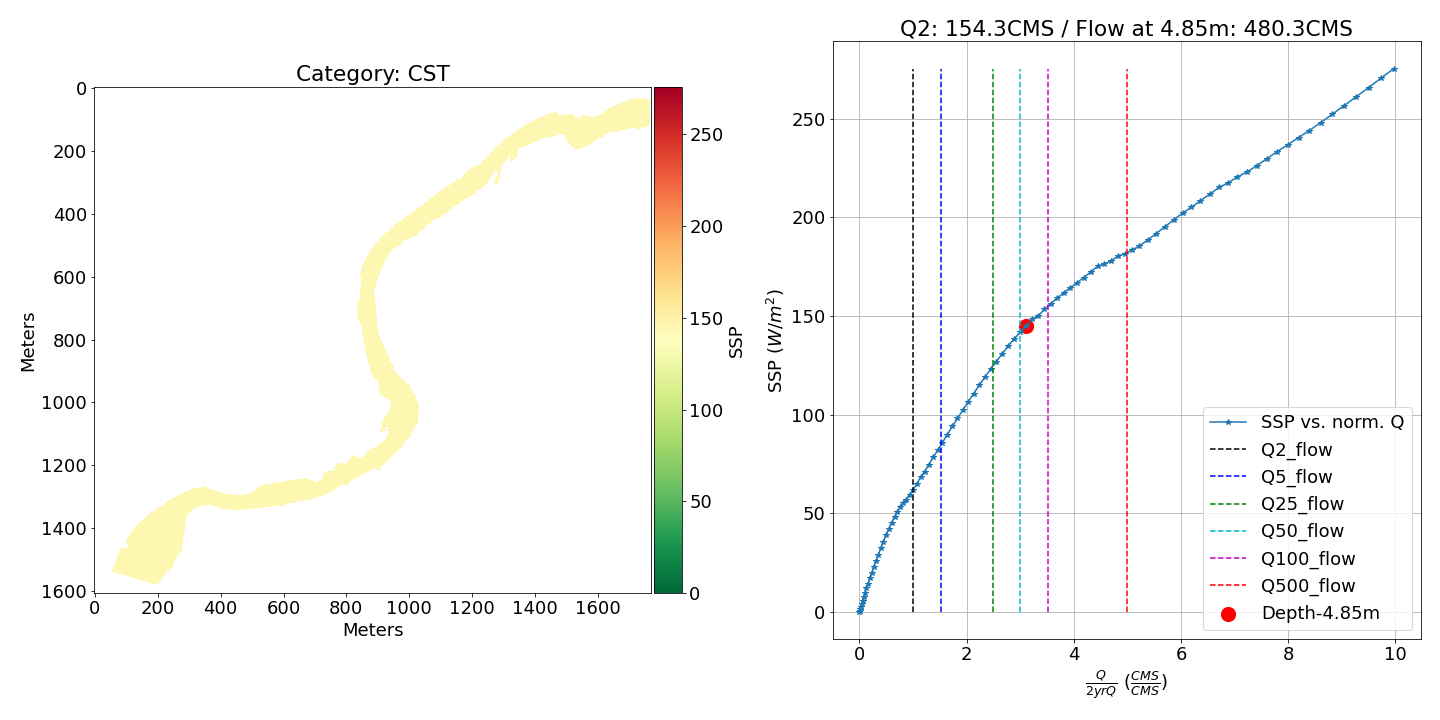 Category: CST
0
200
400
600
800
1000
1200
1400
1600
Meters
0 200 400 600 800 1000 1200 1400 1600
Meters
250
200
150
100
50
0
SSP
Q2: 154.3CMS / Flow at 4.85m: 480.3CMS
250
200
150
100
50
0
SSP (W/m²)
0 2 4 6 8 10
Q/2yrQ (CMS/CMS)
SSP vs. norm. Q
Q2_flow
Q5_flow
Q25_flow
Q50_flow
Q100_flow
Q500_flow
Depth-4.85m